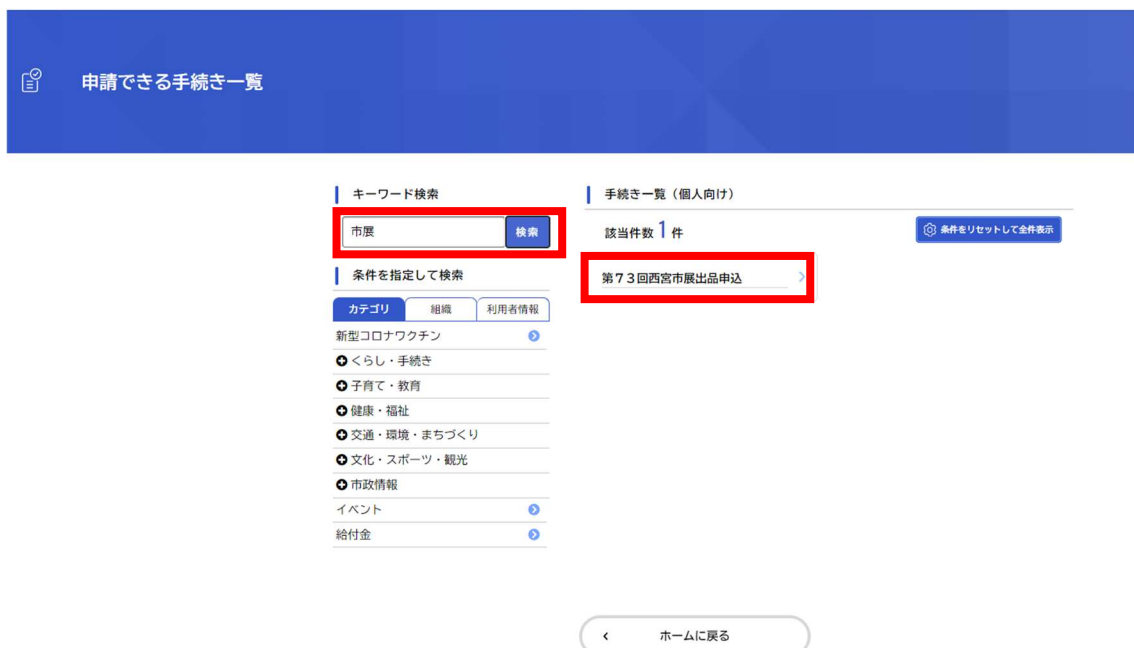 申請できる手続き一覧
キーワード検索
市展
検索
条件を指定して検索
カテゴリ
組織
利用者情報
新型コロナワクチン
くらし・手続き
子育て・教育
健康・福祉
交通・環境・まちづくり
文化・スポーツ・観光
市政情報
イベント
給付金
手続き一覧（個人向け）
該当件数 1 件
条件をリセットして全件表示
第７３回西宮市展出品申込
ホームに戻る